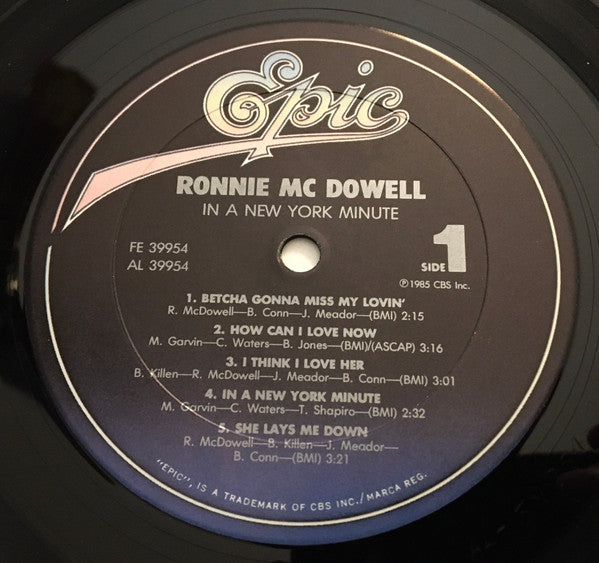 Epic
RONNIE MC DOWELL
IN A NEW YORK MINUTE
FE 39954
AL 39954
SIDE 1
℗1985 CBS Inc.
1. BETCHA GONNA MISS MY LOVIN'
R. McDowell—B. Conn—J. Meador—(BMI) 2:15
2. HOW CAN I LOVE NOW
M. Garvin—C. Waters—B. Jones—(BMI)/(ASCAP) 3:16
3. I THINK I LOVE HER
B. Killen—R. McDowell—J. Meador—B. Conn—(BMI) 3:01
4. IN A NEW YORK MINUTE
M. Garvin—C. Waters—T. Shapiro—(BMI) 2:32
5. SHE LAYS ME DOWN
R. McDowell—B. Killen—J. Meador—
B. Conn—(BMI) 3:21
"EPIC", IS A TRADEMARK OF CBS INC./MARCA REG.